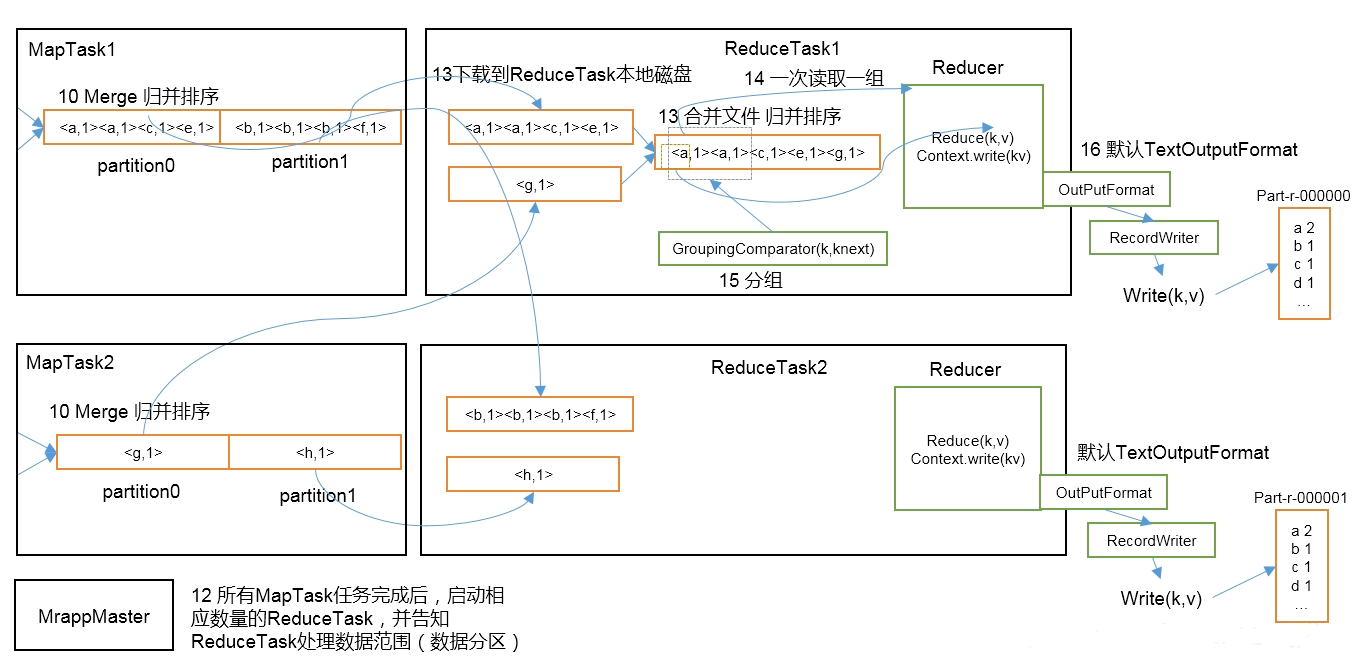 MapTask1
10 Merge 归并排序
<a,1><a,1><c,1><e,1>
<b,1><b,1><b,1><f,1>
partition0
partition1
ReduceTask1
13下载到ReduceTask本地磁盘
14 一次读取一组
Reducer
<a,1><a,1><c,1><e,1>
13 合并文件 归并排序
<a,1><a,1><c,1><e,1><g,1>
<g,1>
Reduce(k,v)
Context.write(kv)
GroupingComparator(k,knext)
15 分组
16 默认TextOutputFormat
OutPutFormat
RecordWriter
Write(k,v)
Part-r-000000
a 2
b 1
c 1
d 1
...
MapTask2
10 Merge 归并排序
<g,1>
<h,1>
partition0
partition1
ReduceTask2
Reducer
<b,1><b,1><b,1><f,1>
<h,1>
Reduce(k,v)
Context.write(kv)
默认TextOutputFormat
OutPutFormat
RecordWriter
Write(k,v)
Part-r-000001
a 2
b 1
c 1
d 1
...
MrappMaster
12 所有MapTask任务完成后，启动相
应数量的ReduceTask，并告知
ReduceTask处理数据范围（数据分区）